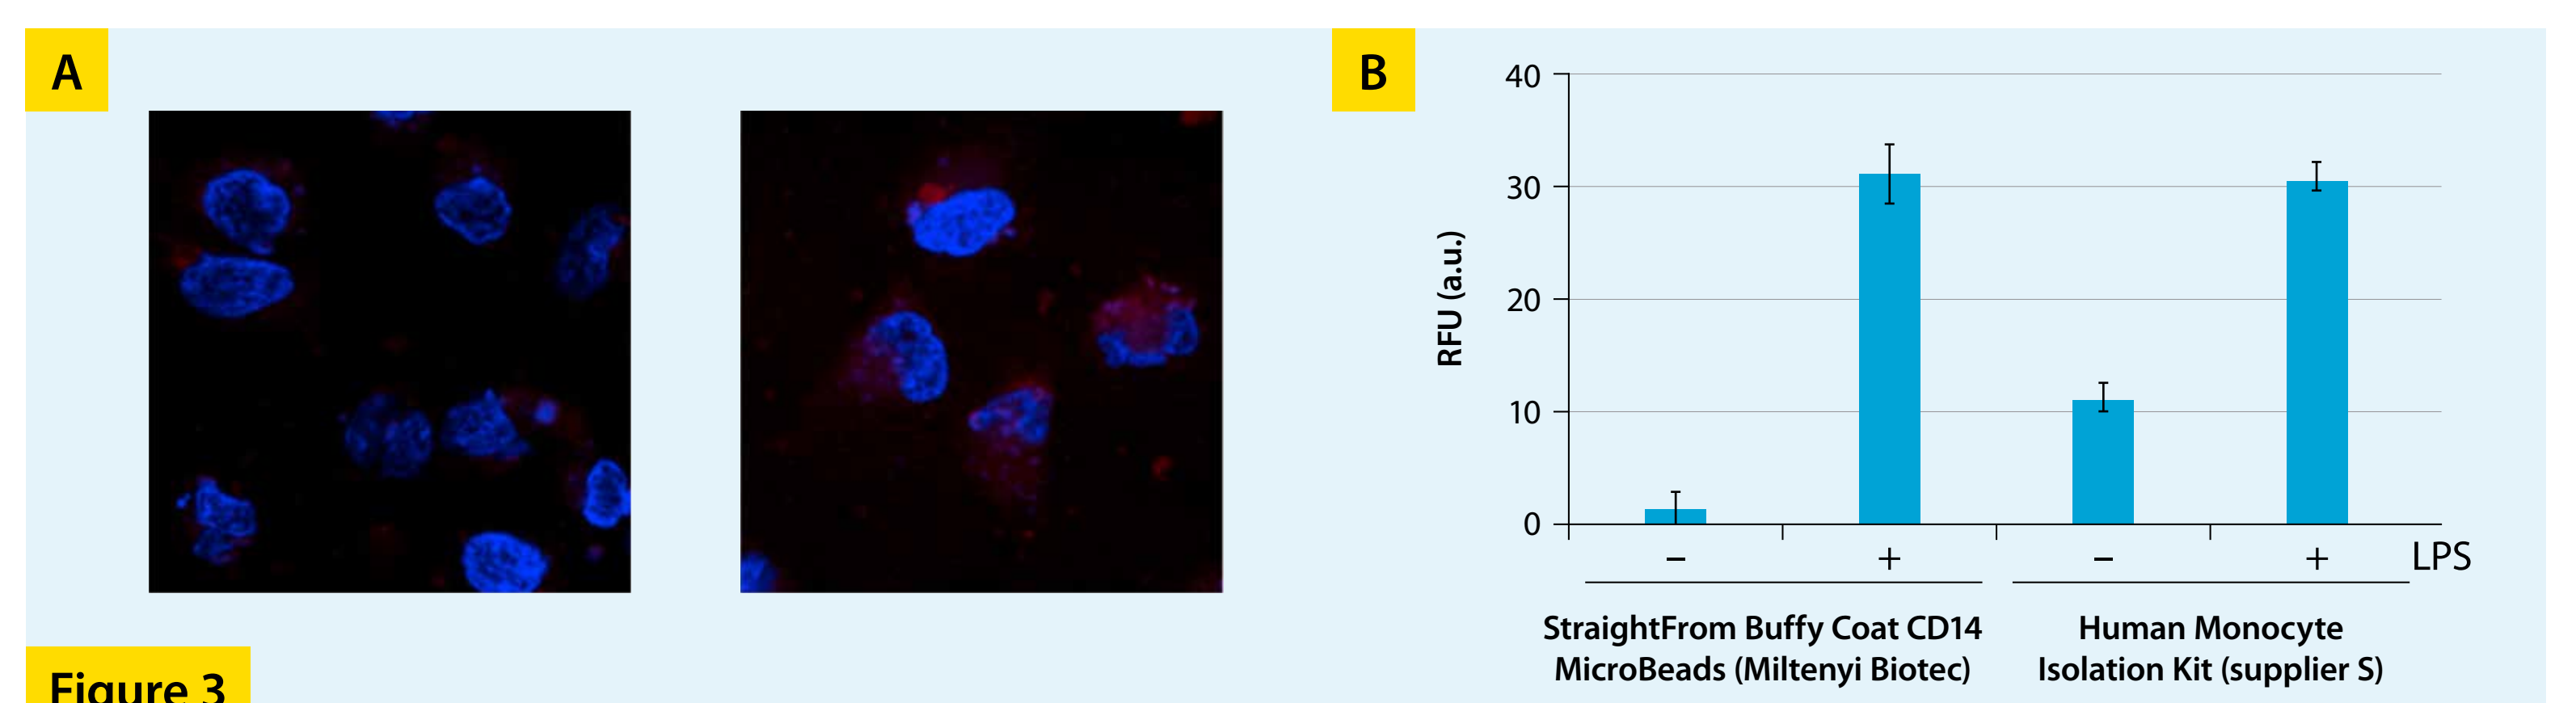 A
B
40
30
20
10
0
RFU (a.u.)
– + – + LPS
StraightFrom Buffy Coat CD14
MicroBeads (Miltenyi Biotec)
Human Monocyte
Isolation Kit (supplier S)
Figure 3